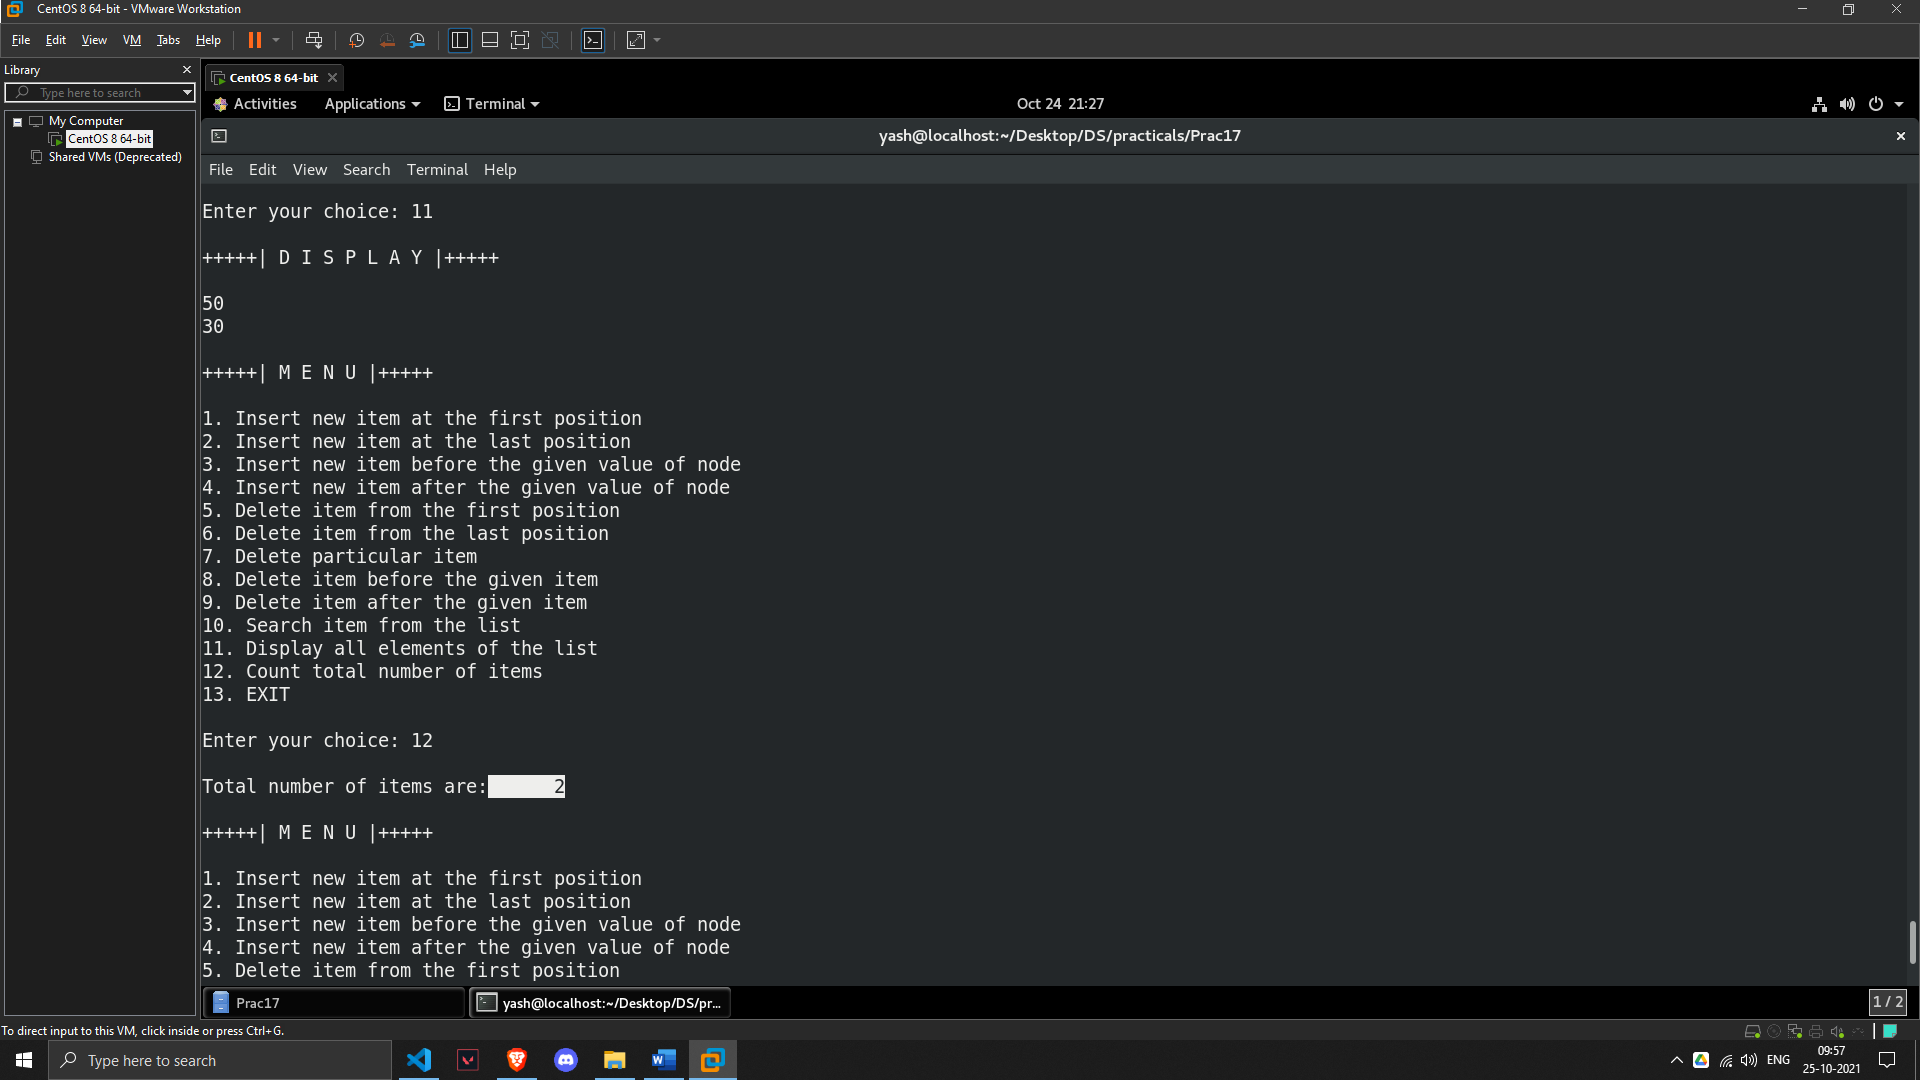 CentOS 8 64-bit - VMware Workstation
File Edit View VM Tabs Help
Library
Type here to search
My Computer
CentOS 8 64-bit
Shared VMs (Deprecated)
CentOS 8 64-bit
Activities Applications Terminal Oct 24 21:27
yash@localhost:~/Desktop/DS/practicals/Prac17
File Edit View Search Terminal Help
Enter your choice: 11
+++++| D I S P L A Y |+++++
50
30
+++++| M E N U |+++++
1. Insert new item at the first position
2. Insert new item at the last position
3. Insert new item before the given value of node
4. Insert new item after the given value of node
5. Delete item from the first position
6. Delete item from the last position
7. Delete particular item
8. Delete item before the given item
9. Delete item after the given item
10. Search item from the list
11. Display all elements of the list
12. Count total number of items
13. EXIT
Enter your choice: 12
Total number of items are: 2
+++++| M E N U |+++++
1. Insert new item at the first position
2. Insert new item at the last position
3. Insert new item before the given value of node
4. Insert new item after the given value of node
5. Delete item from the first position
Prac17 yash@localhost:~/Desktop/DS/pr... 1 / 2
To direct input to this VM, click inside or press Ctrl+G.
Type here to search ENG 09:57
25-10-2021